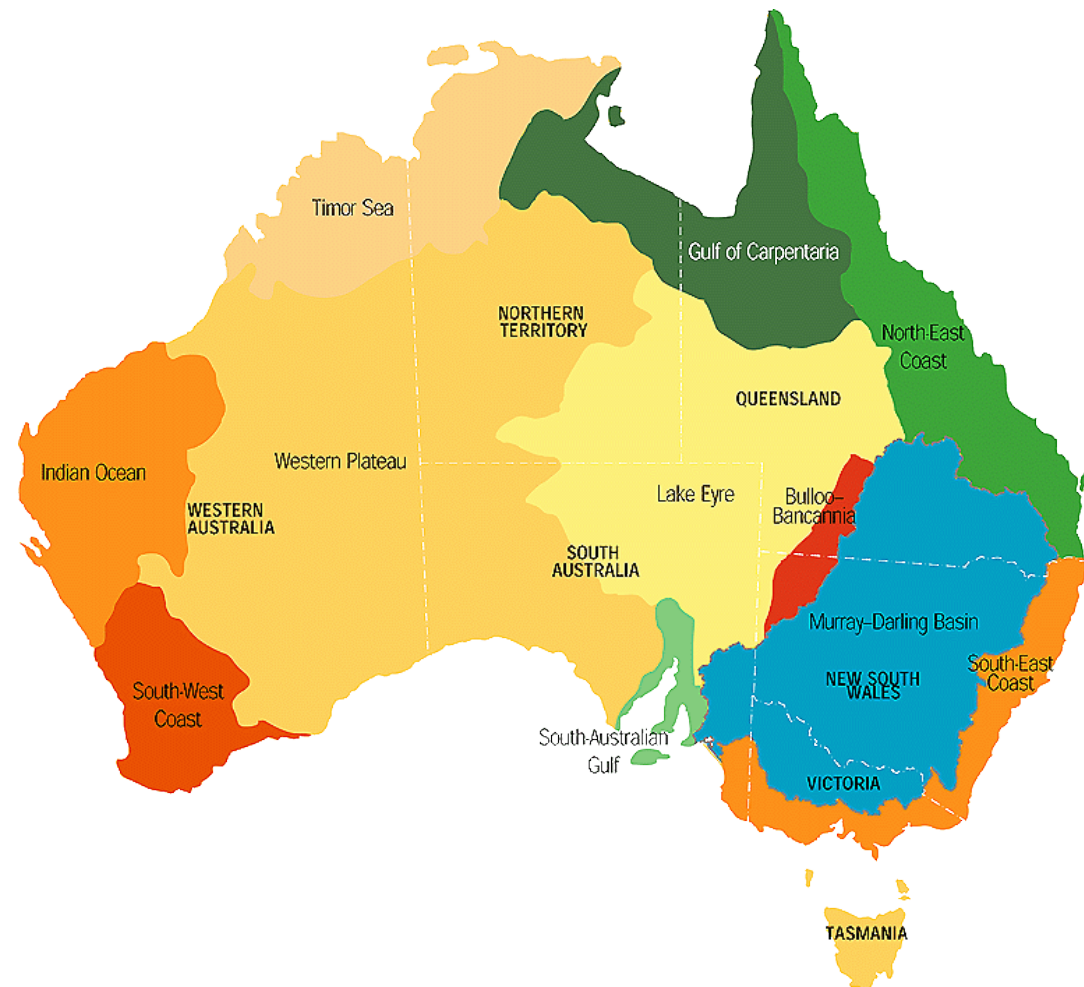 Timor Sea
Gulf of Carpentaria
NORTHERN
TERRITORY
North-East
Coast
QUEENSLAND
Indian Ocean
Western Plateau
Lake Eyre
Bulloo–
Bancannia
WESTERN
AUSTRALIA
SOUTH
AUSTRALIA
Murray–Darling Basin
South-East
Coast
NEW SOUTH
WALES
South-West
Coast
South-Australian
Gulf
VICTORIA
TASMANIA